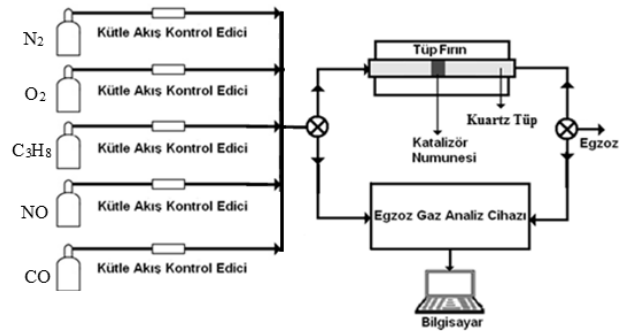 N₂
Kütle Akış Kontrol Edici
O₂
Kütle Akış Kontrol Edici
C₃H₈
Kütle Akış Kontrol Edici
NO
Kütle Akış Kontrol Edici
CO
Kütle Akış Kontrol Edici
Tüp Fırın
Kuartz Tüp
Katalizör
Numunesi
Egzoz
Egzoz Gaz Analiz Cihazı
Bilgisayar